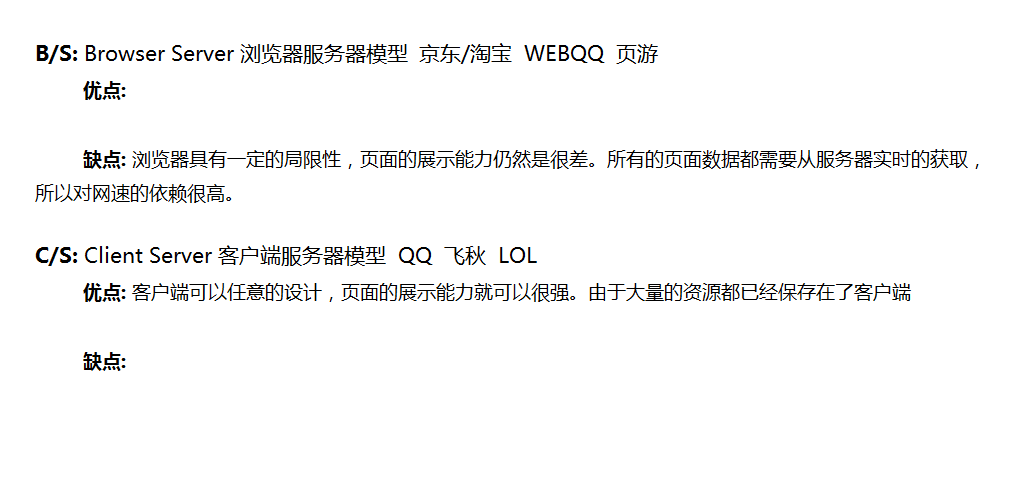 B/S: Browser Server 浏览器服务器模型 京东/淘宝 WEBQQ 页游
优点:
缺点: 浏览器具有一定的局限性，页面的展示能力仍然是很差。所有的页面数据都需要从服务器实时的获取，
所以对网速的依赖很高。
C/S: Client Server 客户端服务器模型 QQ 飞秋 LOL
优点: 客户端可以任意的设计，页面的展示能力就可以很强。由于大量的资源都已经保存在了客户端
缺点: